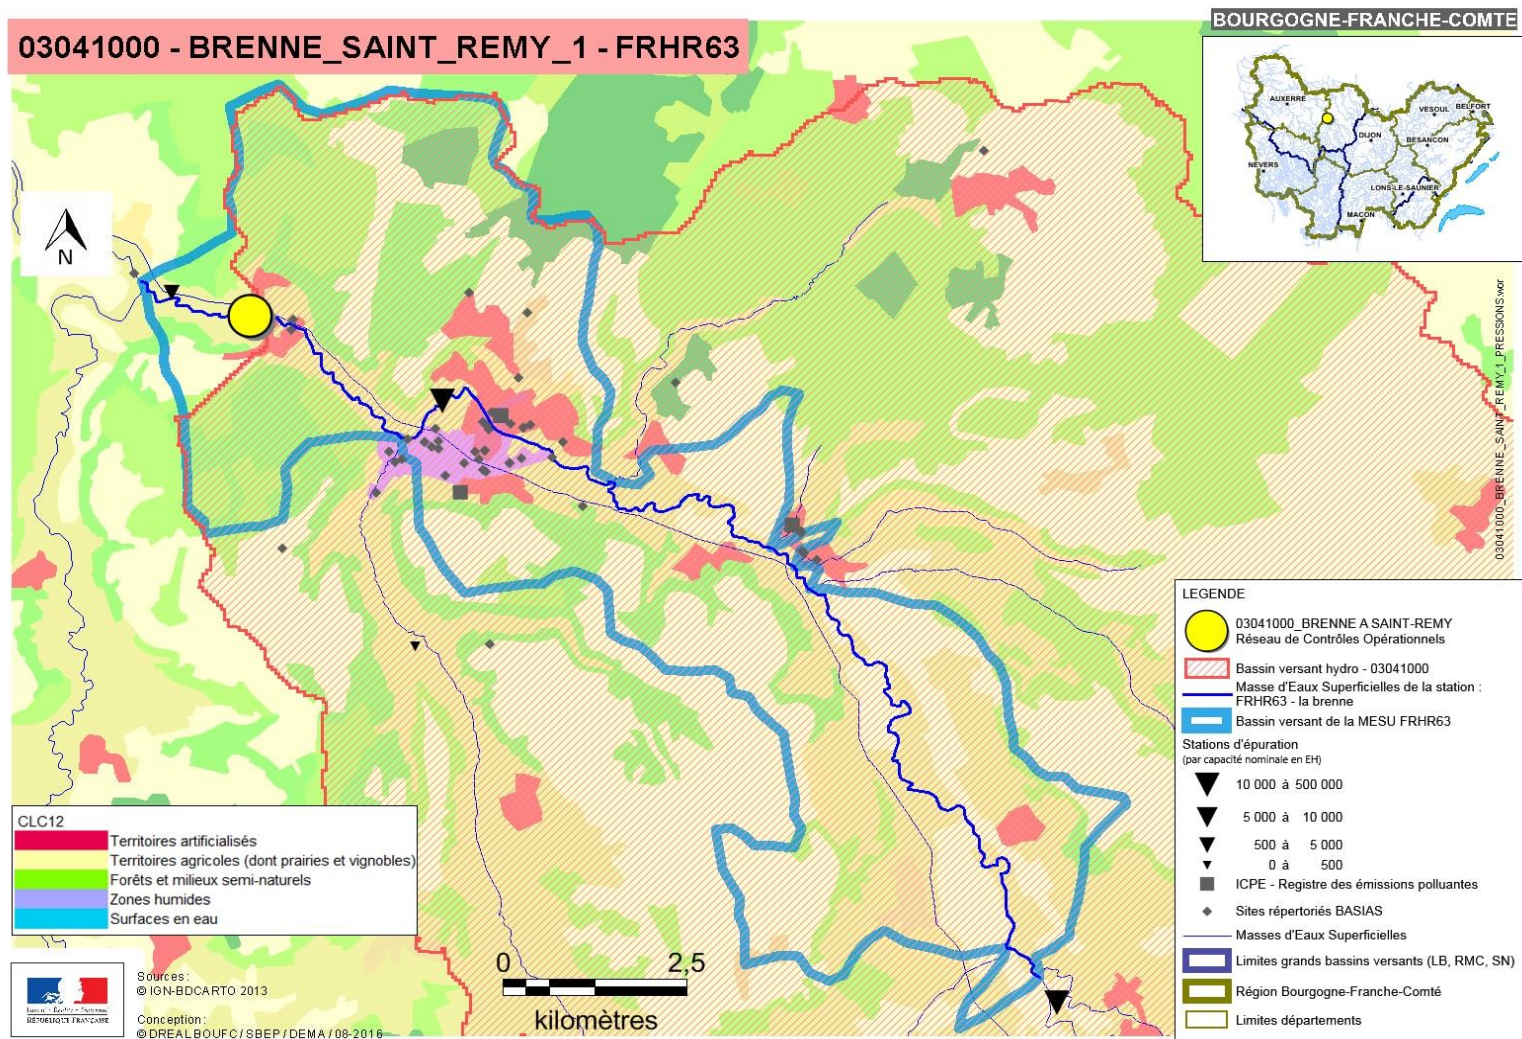 BOURGOGNE-FRANCHE-COMTE
03041000 - BRENNE_SAINT_REMY_1 - FRHR63
AUXERRE
VESOUL
BELFORT
DIJON
BESANCON
NEVERS
LONS-LE-SAUNIER
MACON
N
03041000_BRENNE_SAINT_REMY_1_PRESSIONS.wor
LEGENDE
03041000_BRENNE A SAINT-REMY
Réseau de Contrôles Opérationnels
Bassin versant hydro - 03041000
Masse d'Eaux Superficielles de la station :
FRHR63 - la brenne
Bassin versant de la MESU FRHR63
Stations d'épuration
(par capacité nominale en EH)
10 000 à 500 000
5 000 à 10 000
500 à 5 000
0 à 500
ICPE - Registre des émissions polluantes
Sites répertoriés BASIAS
Masses d'Eaux Superficielles
Limites grands bassins versants (LB, RMC, SN)
Région Bourgogne-Franche-Comté
Limites départements
CLC12
Territoires artificialisés
Territoires agricoles (dont prairies et vignobles)
Forêts et milieux semi-naturels
Zones humides
Surfaces en eau
0 2,5
kilomètres
Liberté • Égalité • Fraternité
RÉPUBLIQUE FRANÇAISE
Sources :
© IGN-BDCARTO 2013
Conception :
© DREAL BOUFC / SBEP / DEMA / 08-2016